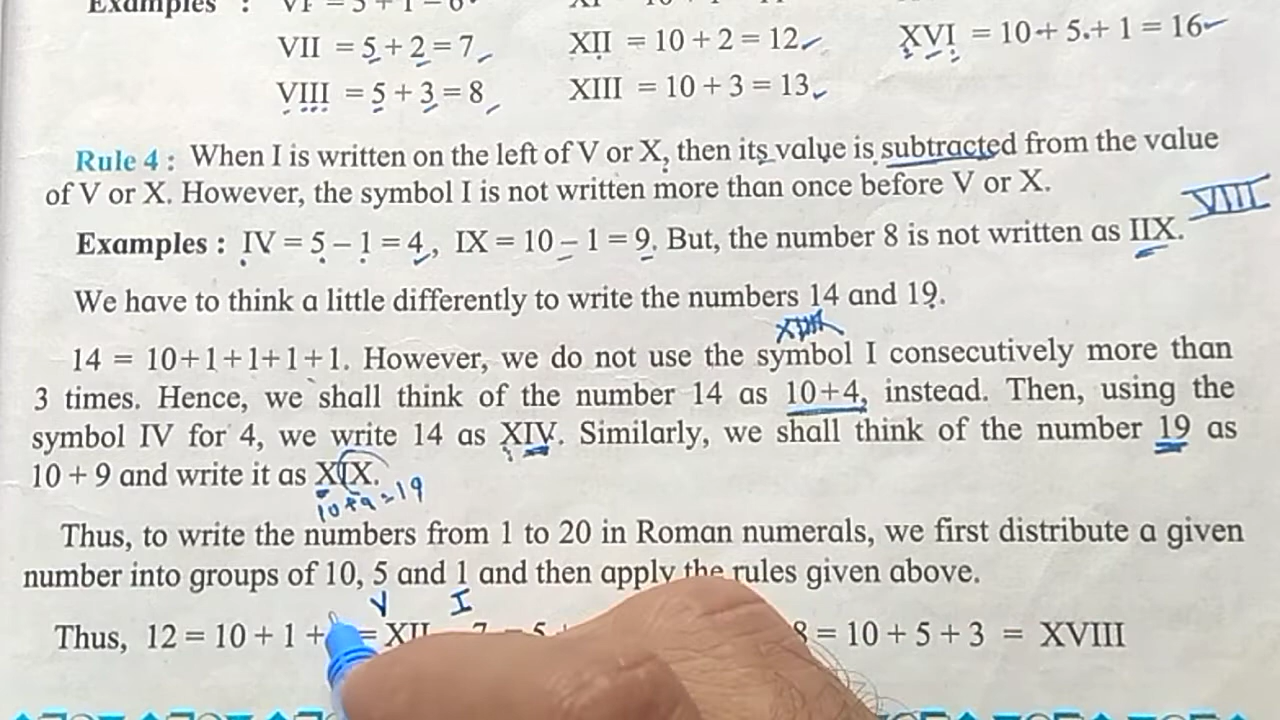 Examples : VI = 5 + 1 = 6
VII = 5 + 2 = 7
XII = 10 + 2 = 12
XVI = 10 + 5 + 1 = 16
VIII = 5 + 3 = 8
XIII = 10 + 3 = 13
Rule 4 : When I is written on the left of V or X, then its value is subtracted from the value
of V or X. However, the symbol I is not written more than once before V or X.
VIII
Examples : IV = 5 − 1 = 4, IX = 10 − 1 = 9. But, the number 8 is not written as IIX.
We have to think a little differently to write the numbers 14 and 19.
14 = 10+1+1+1+1. However, we do not use the symbol I consecutively more than
3 times. Hence, we shall think of the number 14 as 10+4, instead. Then, using the
symbol IV for 4, we write 14 as XIV. Similarly, we shall think of the number 19 as
10 + 9 and write it as XIX.
10+9=19
Thus, to write the numbers from 1 to 20 in Roman numerals, we first distribute a given
number into groups of 10, 5 and 1 and then apply the rules given above.
V I
Thus, 12 = 10 + 1 + = XII 7 = 5 8 = 10 + 5 + 3 = XVIII